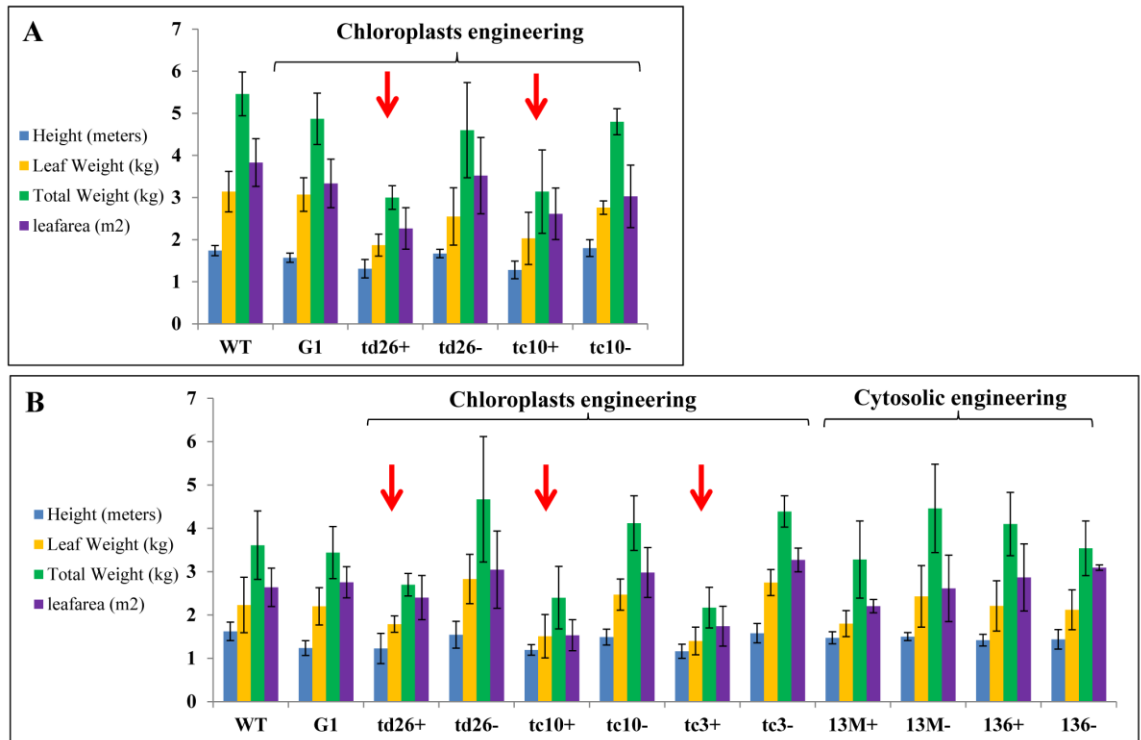 A
Chloroplasts engineering
7
6
5
4
3
2
1
0
Height (meters)
Leaf Weight (kg)
Total Weight (kg)
leafarea (m2)
WT G1 td26+ td26- tc10+ tc10-
B
Chloroplasts engineering Cytosolic engineering
7
6
5
4
3
2
1
0
Height (meters)
Leaf Weight (kg)
Total Weight (kg)
leafarea (m2)
WT G1 td26+ td26- tc10+ tc10- tc3+ tc3- 13M+ 13M- 136+ 136-